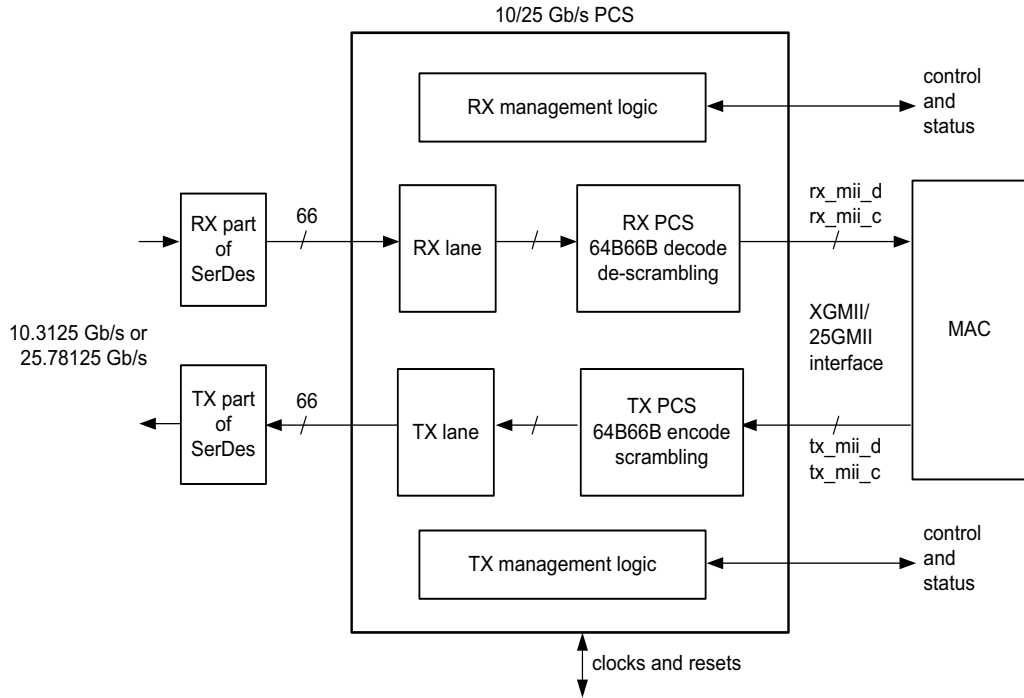 10/25 Gb/s PCS
RX management logic
control
and
status
RX part
of
SerDes
66
RX lane
RX PCS
64B66B decode
de-scrambling
rx_mii_d
rx_mii_c
MAC
10.3125 Gb/s or
25.78125 Gb/s
XGMII/
25GMII
interface
TX part
of
SerDes
66
TX lane
TX PCS
64B66B encode
scrambling
tx_mii_d
tx_mii_c
TX management logic
control
and
status
clocks and resets